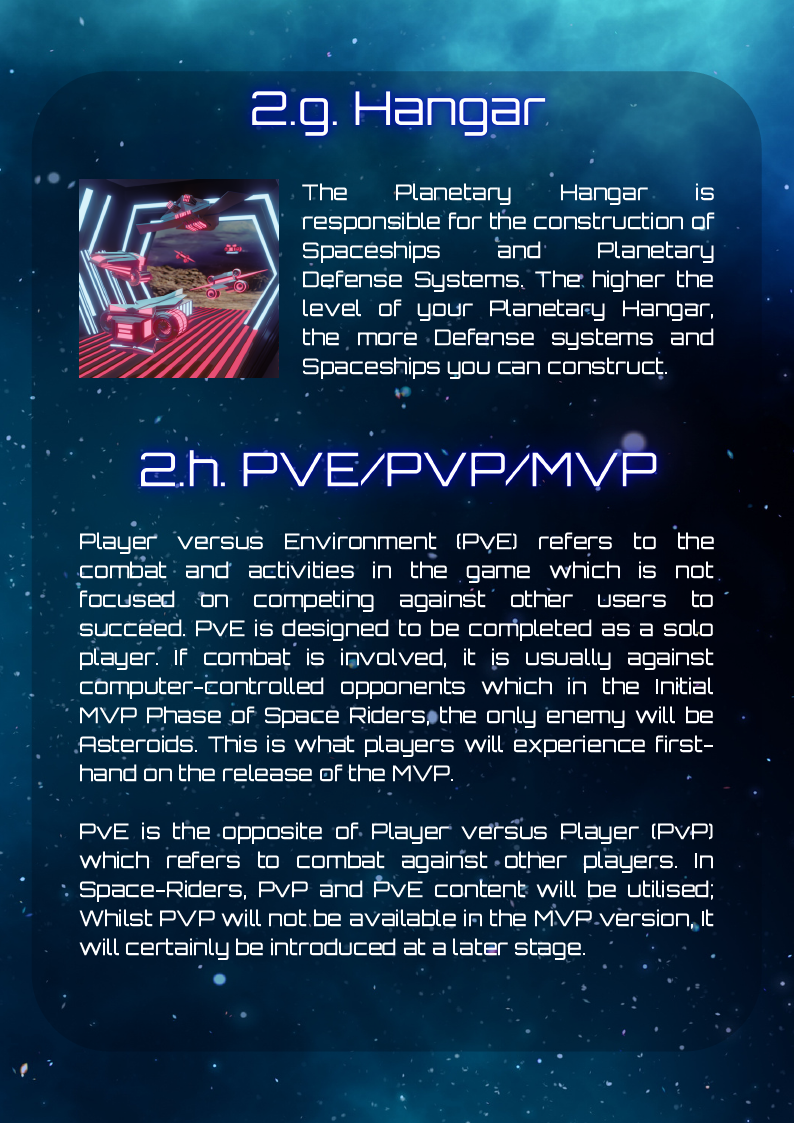 2.g. Hangar
The Planetary Hangar is
responsible for the construction of
Spaceships and Planetary
Defense Systems. The higher the
level of your Planetary Hangar,
the more Defense systems and
Spaceships you can construct.
2.h. PVE/PVP/MVP
Player versus Environment (PvE) refers to the
combat and activities in the game which is not
focused on competing against other users to
succeed. PvE is designed to be completed as a solo
player. If combat is involved, it is usually against
computer-controlled opponents which in the Initial
MVP Phase of Space Riders, the only enemy will be
Asteroids. This is what players will experience first-
hand on the release of the MVP.
PvE is the opposite of Player versus Player (PvP)
which refers to combat against other players. In
Space-Riders, PvP and PvE content will be utilised;
Whilst PVP will not be available in the MVP version, It
will certainly be introduced at a later stage.